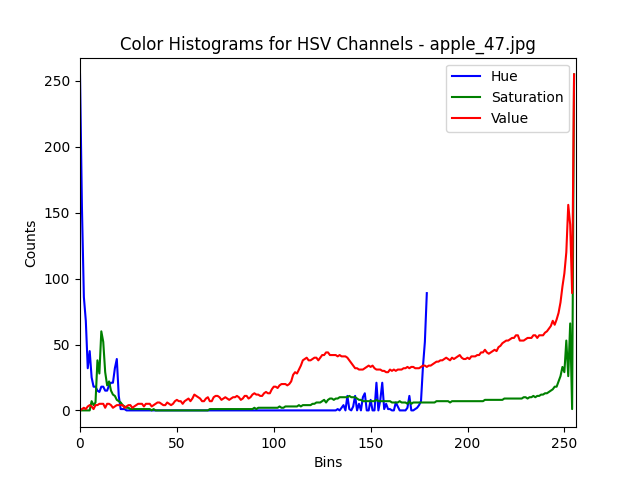 Color Histograms for HSV Channels - apple_47.jpg
Hue
Saturation
Value
Counts
250
200
150
100
50
0
0 50 100 150 200 250
Bins